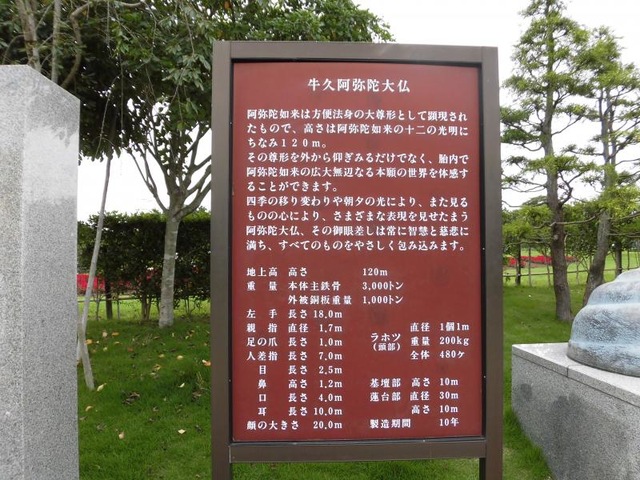 牛久阿弥陀大仏
阿弥陀如来は方便法身の大尊形として顕現され
たもので、高さは阿弥陀如来の十二の光明に
ちなみ１２０ｍ。
その尊形を外から仰ぎみるだけでなく、胎内で
阿弥陀如来の広大無辺なる本願の世界を体感す
ることができます。
四季の移り変わりや朝夕の光により、また見る
ものの心により、さまざまな表現を見せたまう
阿弥陀大仏、その御眼差しは常に智慧と慈悲に
満ち、すべてのものをやさしく包み込みます。
地上高 高さ 120m
重量 本体主鉄骨 3,000トン
外被銅板重量 1,000トン
左手 長さ 18.0m
親指 直径 1.7m
足の爪 長さ 1.0m
人差指 長さ 7.0m
目 長さ 2.5m
鼻 高さ 1.2m
口 長さ 4.0m
耳 長さ 10.0m
顔の大きさ 20.0m
ラホツ (頭部) 直径 1個1m
重量 200kg
全体 480ヶ
基壇部 高さ 10m
蓮台部 直径 30m
高さ 10m
製造期間 10年